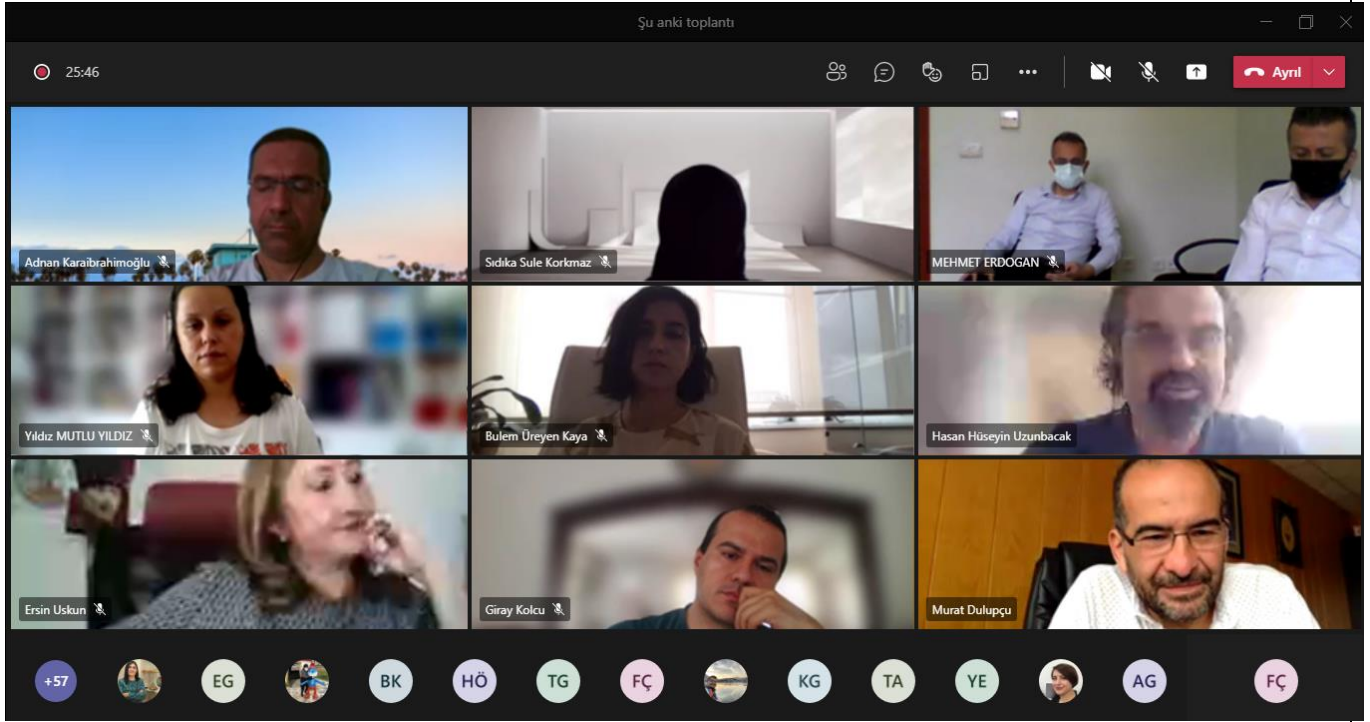 Şu anki toplantı
25:46
Ayrıl
Adnan Karaibrahimoğlu
Sıdıka Sule Korkmaz
MEHMET ERDOGAN
Yıldız MUTLU YILDIZ
Bulem Üreyen Kaya
Hasan Hüseyin Uzunbacak
Ersin Uskun
Giray Kolcu
Murat Dulupçu
+57 EG BK HÖ TG FÇ KG TA YE AG FÇ